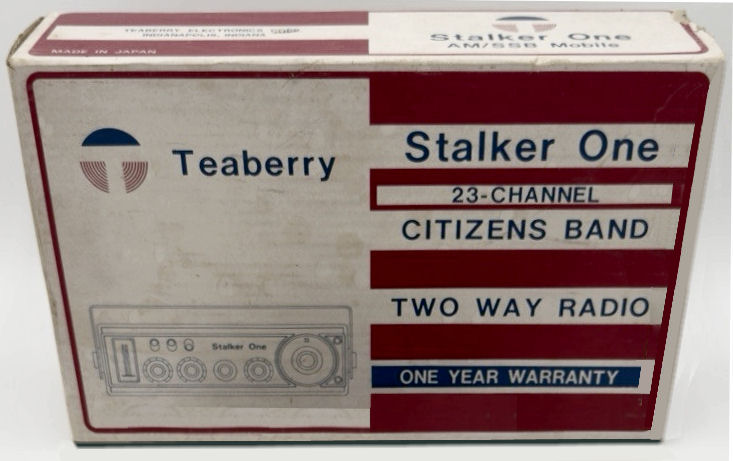 TEABERRY ELECTRONICS CORP.
INDIANAPOLIS, INDIANA
MADE IN JAPAN
Stalker One
AM/SSB Mobile
Teaberry
Stalker One
23-CHANNEL
CITIZENS BAND
TWO WAY RADIO
ONE YEAR WARRANTY
Stalker One